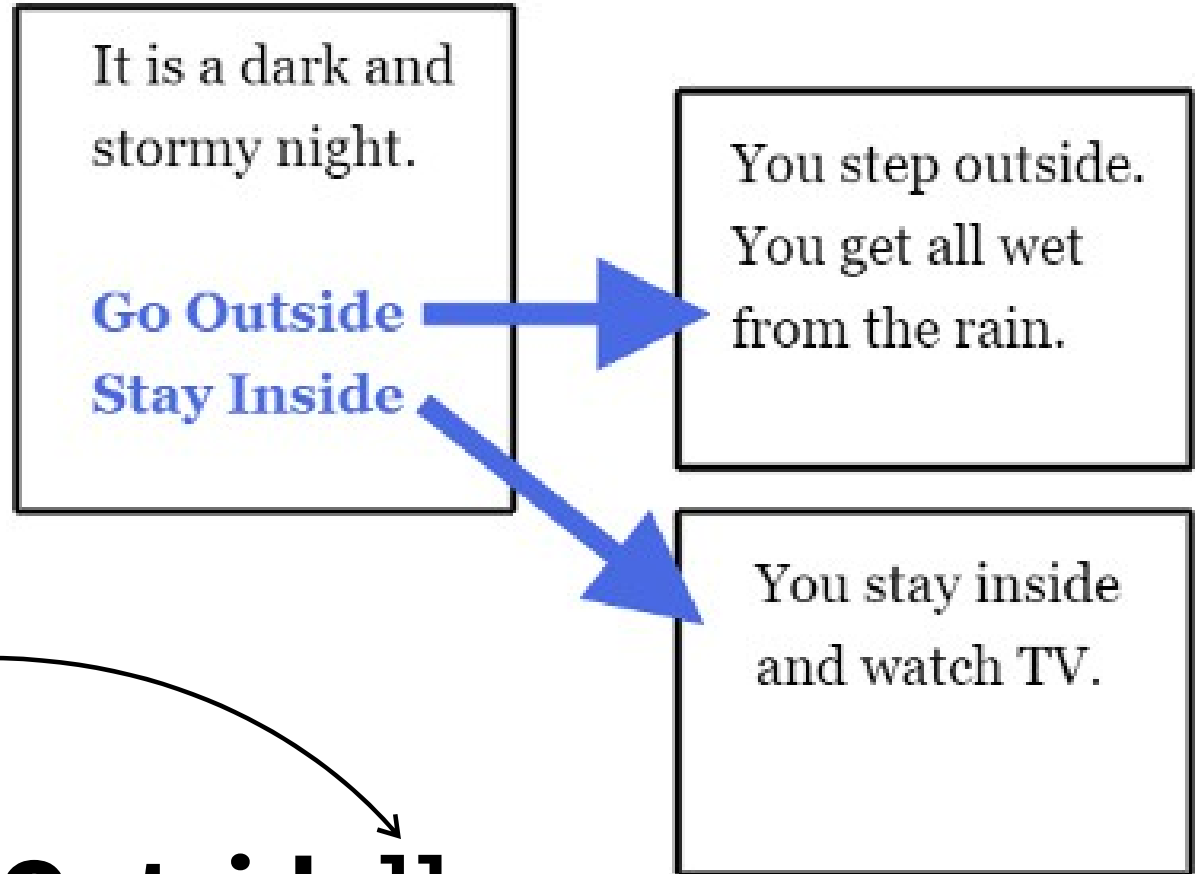 It is a dark and
stormy night.
Go Outside
Stay Inside
You step outside.
You get all wet
from the rain.
You stay inside
and watch TV.